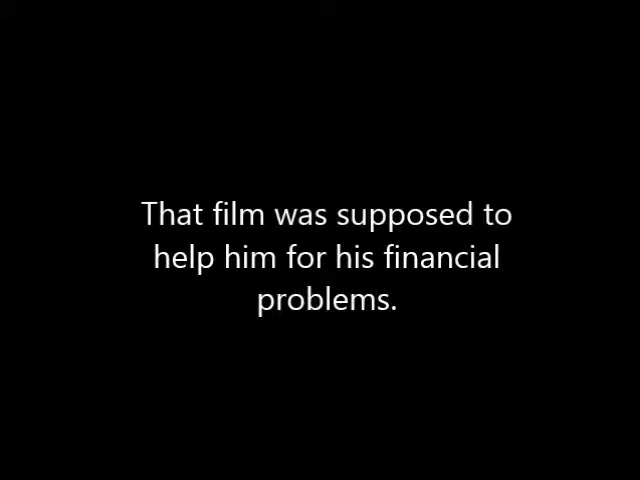 That film was supposed to
help him for his financial
problems.